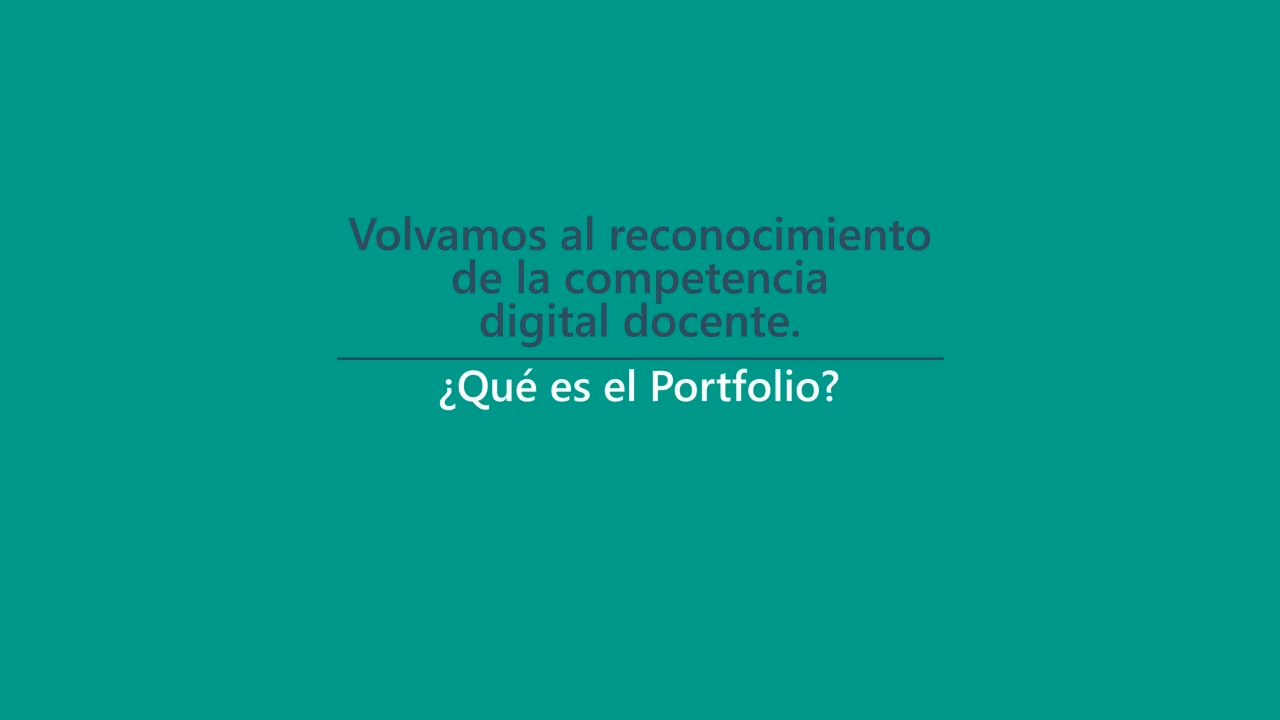 Volvamos al reconocimiento
de la competencia
digital docente.
¿Qué es el Portfolio?